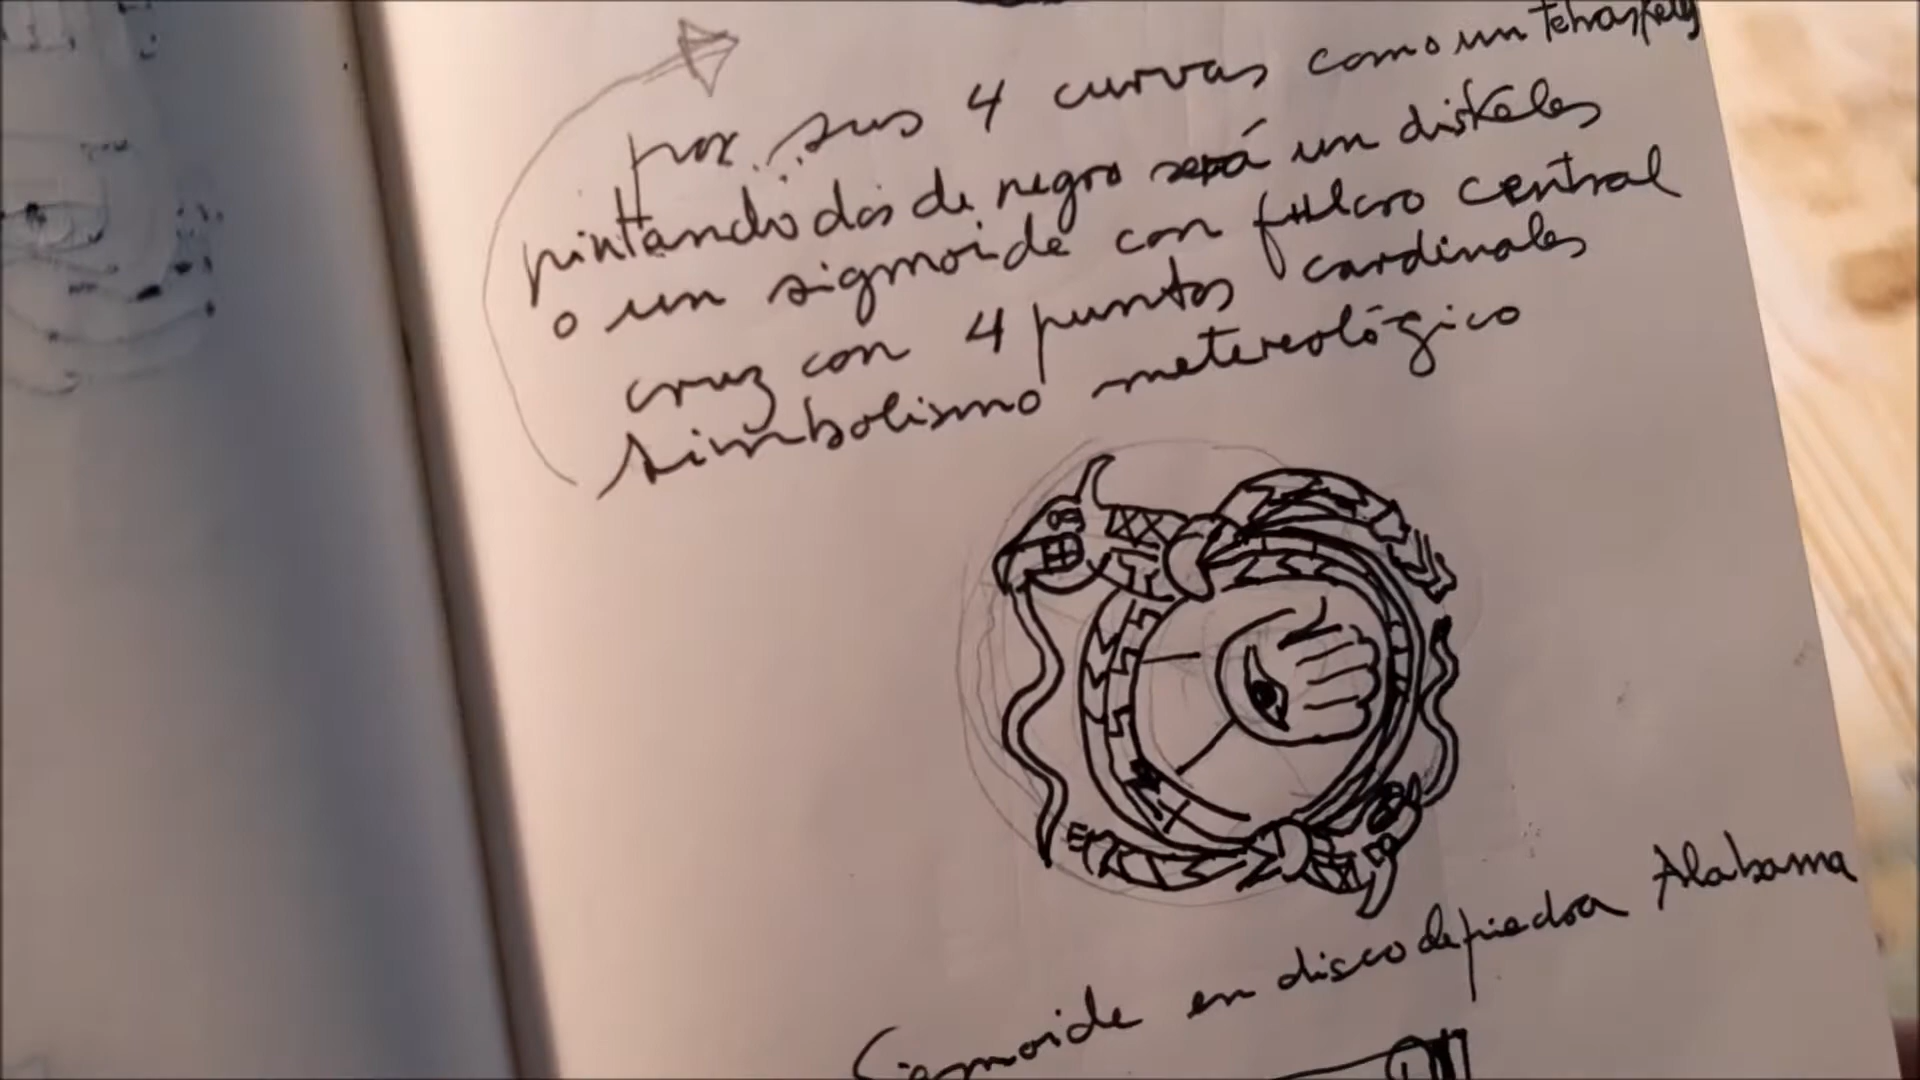 por sus 4 curvas como un tetraskely
pintando dos de negro será un diskeles
o un sigmoide con fulcro central
cruz con 4 puntos cardinales
simbolismo metereológico
Sigmoide en disco de piedra Alabama